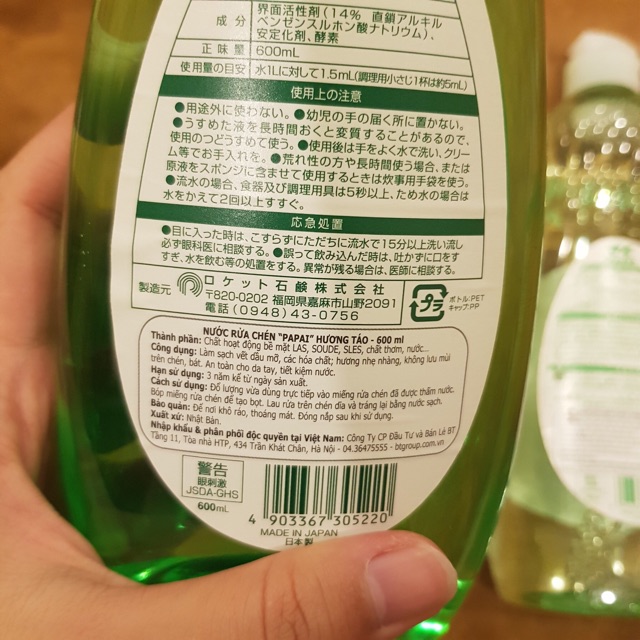 成分 界面活性剤(14% 直鎖アルキル
ベンゼンスルホン酸ナトリウム)、
安定化剤、酵素
正味量 600mL
使用量の目安 水1Lに対して1.5mL(調理用小さじ1杯は約5mL)
使用上の注意
●用途外に使わない。●幼児の手の届く所に置かない。
●うすめた液を長時間おくと変質することがあるので、
使用のつどうすめて使う。●使用後は手をよく水で洗い、クリー
ム等でお手入れを。●荒れ性の方や長時間使う場合、または
原液をスポンジに含ませて使用するときは炊事用手袋を使う。
●流水の場合、食器及び調理用具は5秒以上、ため水の場合は
水をかえて2回以上すすぐ。
応急処置
●目に入った時は、こすらずにただちに流水で15分以上洗い流し
必ず眼科医に相談する。●誤って飲み込んだ時は、吐かずに口をす
すぎ、水を飲む等の処置をする。異常が残る場合は、医師に相談する。
製造元 ロケット石鹸株式会社
〒820-0202 福岡県嘉麻市山野2091
電話(0948)43-0756
プラ
ボトル:PET
キャップ:PP
NƯỚC RỬA CHÉN "PAPAI" HƯƠNG TÁO - 600 ml
Thành phần: Chất hoạt động bề mặt LAS, SOUDE, SLES, chất thơm, nước...
Công dụng: Làm sạch vết dầu mỡ, các hóa chất; hương nhẹ nhàng, không lưu mùi
trên chén, bát. An toàn cho da tay, tiết kiệm nước.
Hạn sử dụng: 3 năm kể từ ngày sản xuất.
Cách sử dụng: Đổ lượng vừa dùng trực tiếp vào miếng rửa chén đã được thấm nước.
Bóp miếng rửa chén để tạo bọt. Lau rửa trên chén dĩa và tráng lại bằng nước sạch.
Bảo quản: Để nơi khô ráo, thoáng mát. Đóng nắp sau khi sử dụng.
Xuất xứ: Nhật Bản.
Nhập khẩu & phân phối độc quyền tại Việt Nam: Công Ty CP Đầu Tư và Bán Lẻ BT
Tầng 11, Tòa nhà HTP, 434 Trần Khát Chân, Hà Nội - 04.36475555 - btgroup.com.vn
警告
眼刺激
JSDA-GHS
600mL
4 903367 305220
MADE IN JAPAN
日本製